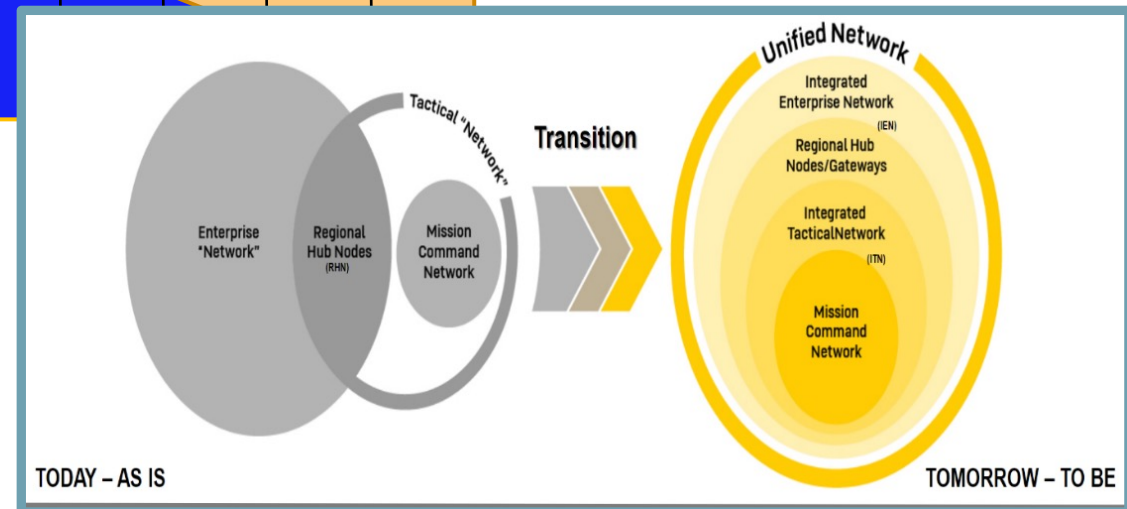 Enterprise
"Network"
Regional
Hub Nodes
(RHN)
Tactical "Network"
Mission
Command
Network
Transition
Unified Network
Integrated
Enterprise Network
(IEN)
Regional Hub
Nodes/Gateways
Integrated
TacticalNetwork
(ITN)
Mission
Command
Network
TODAY – AS IS
TOMORROW – TO BE